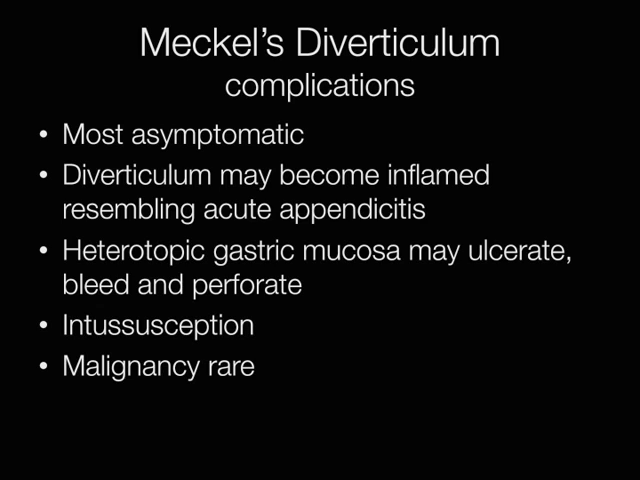 Meckel’s Diverticulum
complications
• Most asymptomatic
• Diverticulum may become inflamed
resembling acute appendicitis
• Heterotopic gastric mucosa may ulcerate,
bleed and perforate
• Intussusception
• Malignancy rare